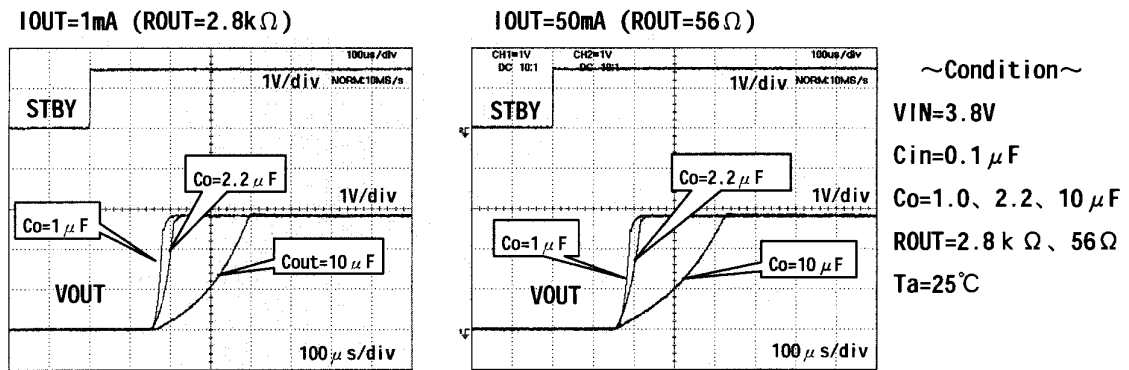 IOUT=1mA (ROUT=2.8kΩ)
100us/div
1V/div
NORM:10MS/s
STBY
Co=2.2μF
1V/div
Co=1μF
Cout=10μF
VOUT
100μs/div
IOUT=50mA (ROUT=56Ω)
CH1=1V CH2=1V 100us/div
DC 10:1 DC 10:1
1V/div NORM:10MS/s
STBY
Co=2.2μF
1V/div
Co=1μF
Co=10μF
VOUT
100μs/div
~Condition~
VIN=3.8V
Cin=0.1μF
Co=1.0、2.2、10μF
ROUT=2.8kΩ、56Ω
Ta=25℃